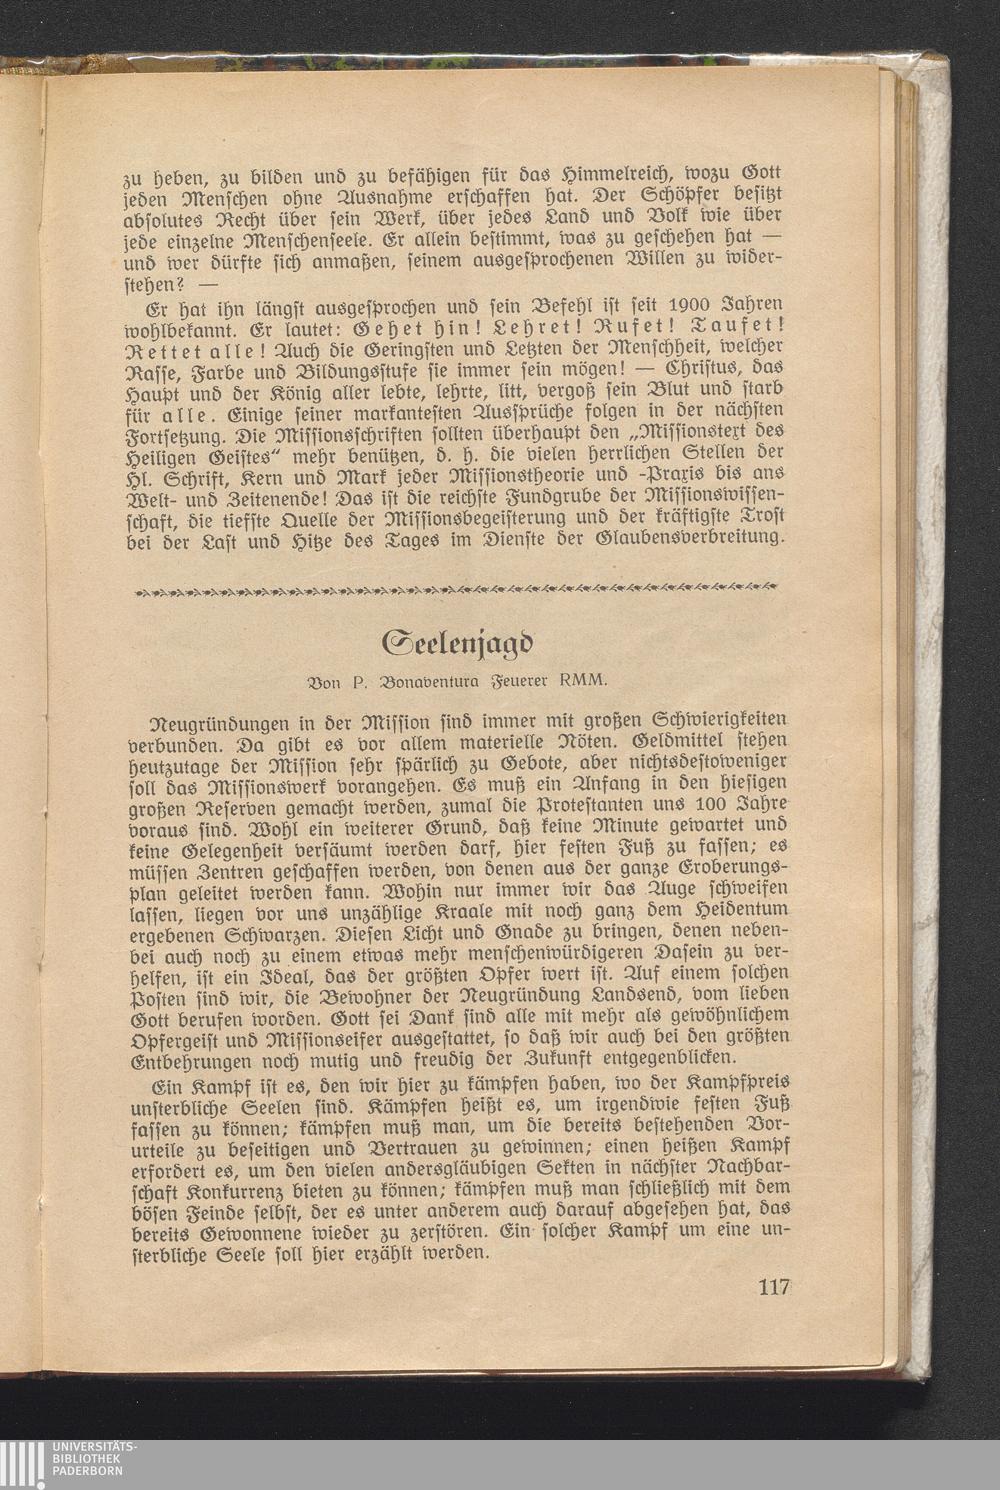 zu heben, zu bilden und zu befähigen für das Himmelreich, wozu Gott
jeden Menschen ohne Ausnahme erschaffen hat. Der Schöpfer besitzt
absolutes Recht über sein Werk, über jedes Land und Volk wie über
jede einzelne Menschenseele. Er allein bestimmt, was zu geschehen hat —
und wer dürfte sich anmaßen, seinem ausgesprochenen Willen zu wider-
stehen? —
Er hat ihn längst ausgesprochen und sein Befehl ist seit 1900 Jahren
wohlbekannt. Er lautet: Gehet hin! Lehret! Rufet! Taufet!
Rettet alle! Auch die Geringsten und Letzten der Menschheit, welcher
Rasse, Farbe und Bildungsstufe sie immer sein mögen! — Christus, das
Haupt und der König aller lebte, lehrte, litt, vergoß sein Blut und starb
für alle. Einige seiner markantesten Aussprüche folgen in der nächsten
Fortsetzung. Die Missionsschriften sollten überhaupt den „Missionstext des
Heiligen Geistes“ mehr benützen, d. h. die vielen herrlichen Stellen der
Hl. Schrift, Kern und Mark jeder Missionstheorie und -Praxis bis ans
Welt- und Zeitenende! Das ist die reichste Fundgrube der Missionswissen-
schaft, die tiefste Quelle der Missionsbegeisterung und der kräftigste Trost
bei der Last und Hitze des Tages im Dienste der Glaubensverbreitung.
Seelenjagd
Von P. Bonaventura Feuerer RMM.
Neugründungen in der Mission sind immer mit großen Schwierigkeiten
verbunden. Da gibt es vor allem materielle Nöten. Geldmittel stehen
heutzutage der Mission sehr spärlich zu Gebote, aber nichtsdestoweniger
soll das Missionswerk vorangehen. Es muß ein Anfang in den hiesigen
großen Reserven gemacht werden, zumal die Protestanten uns 100 Jahre
voraus sind. Wohl ein weiterer Grund, daß keine Minute gewartet und
keine Gelegenheit versäumt werden darf, hier festen Fuß zu fassen; es
müssen Zentren geschaffen werden, von denen aus der ganze Eroberungs-
plan geleitet werden kann. Wohin nur immer wir das Auge schweifen
lassen, liegen vor uns unzählige Kraale mit noch ganz dem Heidentum
ergebenen Schwarzen. Diesen Licht und Gnade zu bringen, denen neben-
bei auch noch zu einem etwas mehr menschenwürdigeren Dasein zu ver-
helfen, ist ein Ideal, das der größten Opfer wert ist. Auf einem solchen
Posten sind wir, die Bewohner der Neugründung Landsend, vom lieben
Gott berufen worden. Gott sei Dank sind alle mit mehr als gewöhnlichem
Opfergeist und Missionseifer ausgestattet, so daß wir auch bei den größten
Entbehrungen noch mutig und freudig der Zukunft entgegenblicken.
Ein Kampf ist es, den wir hier zu kämpfen haben, wo der Kampfpreis
unsterbliche Seelen sind. Kämpfen heißt es, um irgendwie festen Fuß
fassen zu können; kämpfen muß man, um die bereits bestehenden Vor-
urteile zu beseitigen und Vertrauen zu gewinnen; einen heißen Kampf
erfordert es, um den vielen andersgläubigen Sekten in nächster Nachbar-
schaft Konkurrenz bieten zu können; kämpfen muß man schließlich mit dem
bösen Feinde selbst, der es unter anderem auch darauf abgesehen hat, das
bereits Gewonnene wieder zu zerstören. Ein solcher Kampf um eine un-
sterbliche Seele soll hier erzählt werden.
117
UNIVERSITÄTS-
BIBLIOTHEK
PADERBORN